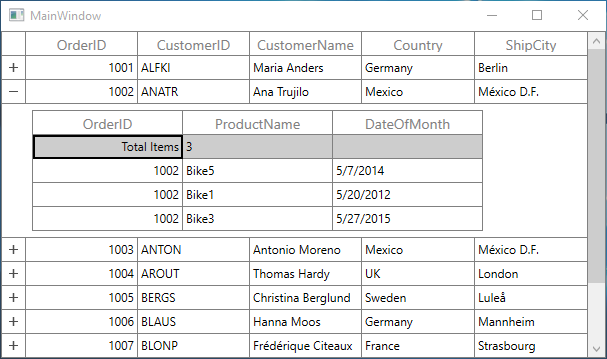 MainWindow
OrderID CustomerID CustomerName Country ShipCity
+ 1001 ALFKI Maria Anders Germany Berlin
− 1002 ANATR Ana Trujilo Mexico México D.F.
OrderID ProductName DateOfMonth
Total Items 3
1002 Bike5 5/7/2014
1002 Bike1 5/20/2012
1002 Bike3 5/27/2015
+ 1003 ANTON Antonio Moreno Mexico México D.F.
+ 1004 AROUT Thomas Hardy UK London
+ 1005 BERGS Christina Berglund Sweden Luleå
+ 1006 BLAUS Hanna Moos Germany Mannheim
+ 1007 BLONP Frédérique Citeaux France Strasbourg